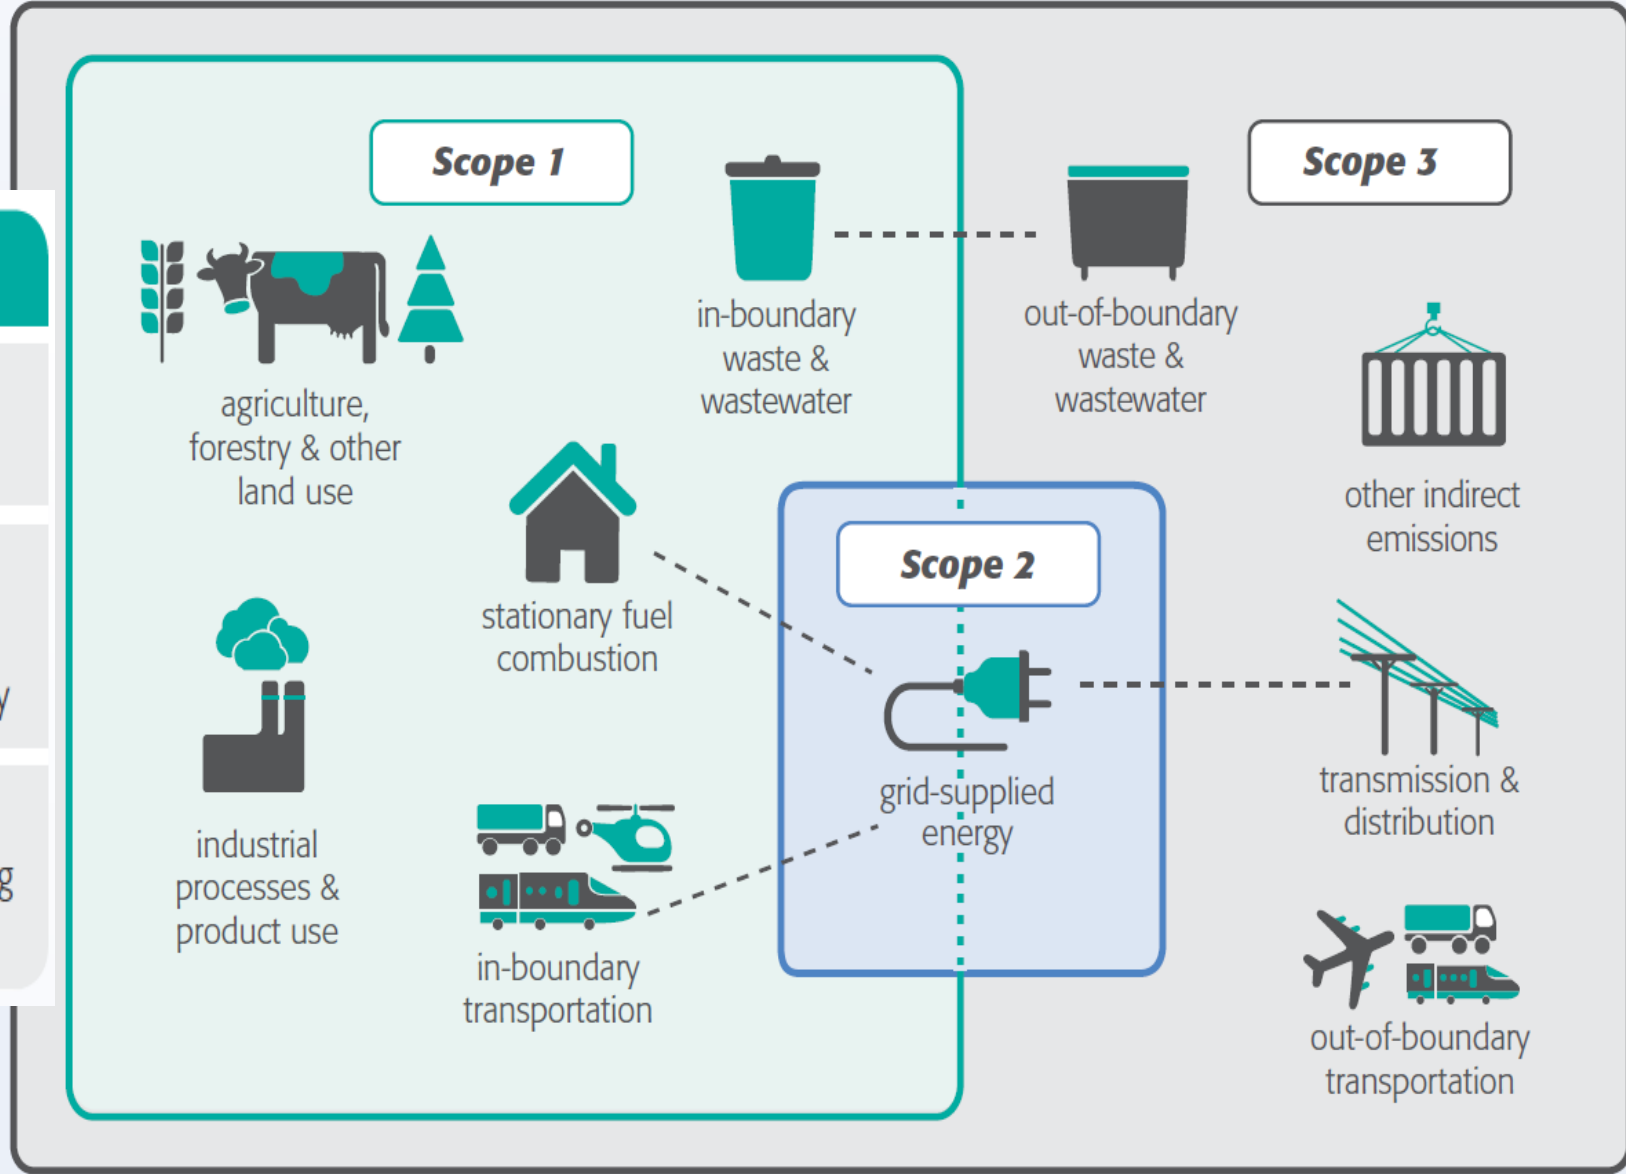 Scope 1
Scope 3
in-boundary
waste &
wastewater
out-of-boundary
waste &
wastewater
agriculture,
forestry & other
land use
other indirect
emissions
Scope 2
stationary fuel
combustion
y
grid-supplied
energy
transmission &
distribution
industrial
processes &
product use
g
in-boundary
transportation
out-of-boundary
transportation